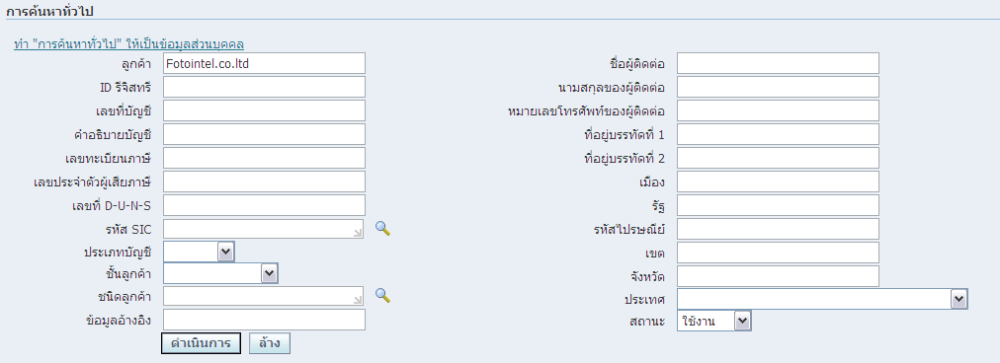 การค้นหาทั่วไป
ทำ "การค้นหาทั่วไป" ให้เป็นข้อมูลส่วนบุคคล
ลูกค้า Fotointel.co.ltd
ID รีจิสทรี
เลขที่บัญชี
คำอธิบายบัญชี
เลขทะเบียนภาษี
เลขประจำตัวผู้เสียภาษี
เลขที่ D-U-N-S
รหัส SIC
ประเภทบัญชี
ชั้นลูกค้า
ชนิดลูกค้า
ข้อมูลอ้างอิง
ดำเนินการ ล้าง
ชื่อผู้ติดต่อ
นามสกุลของผู้ติดต่อ
หมายเลขโทรศัพท์ของผู้ติดต่อ
ที่อยู่บรรทัดที่ 1
ที่อยู่บรรทัดที่ 2
เมือง
รัฐ
รหัสไปรษณีย์
เขต
จังหวัด
ประเทศ
สถานะ ใช้งาน